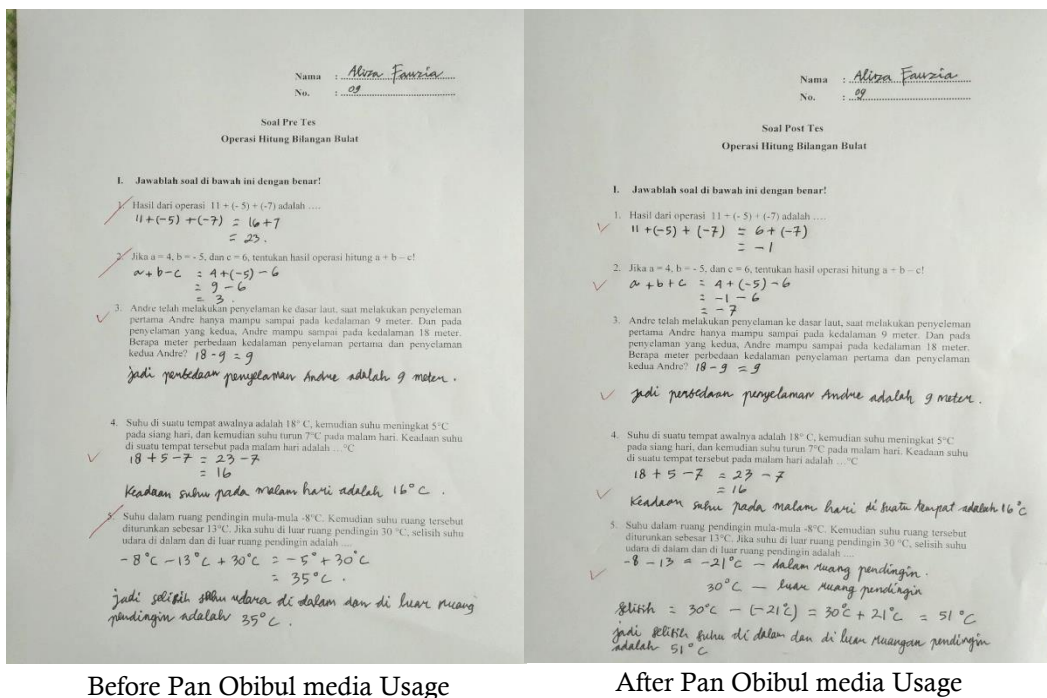 Nama : Alisa Fauzia
No. : 09
Soal Pre Tes
Operasi Hitung Bilangan Bulat
I. Jawablah soal di bawah ini dengan benar!
1. Hasil dari operasi 11 + (- 5) + (-7) adalah ....
11+(-5) +(-7) = 16+7
= 23.
2. Jika a = 4, b = - 5, dan c = 6, tentukan hasil operasi hitung a + b – c!
a+b-c = 4+(-5) -6
= 9-6
= 3.
3. Andre telah melakukan penyelaman ke dasar laut, saat melakukan penyeleman
pertama Andre hanya mampu sampai pada kedalaman 9 meter. Dan pada
penyelaman yang kedua, Andre mampu sampai pada kedalaman 18 meter.
Berapa meter perbedaan kedalaman penyelaman pertama dan penyelaman
kedua Andre? 18-9 = 9
jadi perbedaan penyelaman Andre adalah 9 meter.
4. Suhu di suatu tempat awalnya adalah 18° C, kemudian suhu meningkat 5°C
pada siang hari, dan kemudian suhu turun 7°C pada malam hari. Keadaan suhu
di suatu tempat tersebut pada malam hari adalah ....°C
18 +5 -7 = 23 -7
= 16
Keadaan suhu pada malam hari adalah 16°C.
5. Suhu dalam ruang pendingin mula-mula -8°C. Kemudian suhu ruang tersebut
diturunkan sebesar 13°C. Jika suhu di luar ruang pendingin 30 °C, selisih suhu
udara di dalam dan di luar ruang pendingin adalah ....
-8°C -13°C + 30°C = -5° + 30°C
= 35°C.
jadi selisih suhu udara di dalam dan di luar ruang
pendingin adalah 35°C.
Before Pan Obibul media Usage
Nama : Alisa Fauzia
No. : 09
Soal Post Tes
Operasi Hitung Bilangan Bulat
I. Jawablah soal di bawah ini dengan benar!
1. Hasil dari operasi 11 + (- 5) + (-7) adalah ....
11 +(-5) + (-7) = 6+(-7)
= -1
2. Jika a = 4, b = - 5, dan c = 6, tentukan hasil operasi hitung a + b – c!
a+b+c = 4+(-5)-6
= -1-6
= -7
3. Andre telah melakukan penyelaman ke dasar laut, saat melakukan penyeleman
pertama Andre hanya mampu sampai pada kedalaman 9 meter. Dan pada
penyelaman yang kedua, Andre mampu sampai pada kedalaman 18 meter.
Berapa meter perbedaan kedalaman penyelaman pertama dan penyelaman
kedua Andre? 18-9 = 9
jadi perbedaan penyelaman Andre adalah 9 meter.
4. Suhu di suatu tempat awalnya adalah 18° C, kemudian suhu meningkat 5°C
pada siang hari, dan kemudian suhu turun 7°C pada malam hari. Keadaan suhu
di suatu tempat tersebut pada malam hari adalah ....°C
18 +5 -7 = 23 -7
= 16
Keadaan suhu pada malam hari di suatu tempat adalah 16°C
5. Suhu dalam ruang pendingin mula-mula -8°C. Kemudian suhu ruang tersebut
diturunkan sebesar 13°C. Jika suhu di luar ruang pendingin 30 °C, selisih suhu
udara di dalam dan di luar ruang pendingin adalah ....
-8 -13 = -21°C — dalam ruang pendingin.
30°C — luar ruang pendingin
Selisih = 30°C - (-21°C) = 30°C + 21°C = 51°C
jadi selisih suhu di dalam dan di luar ruangan pendingin
adalah 51°C
After Pan Obibul media Usage